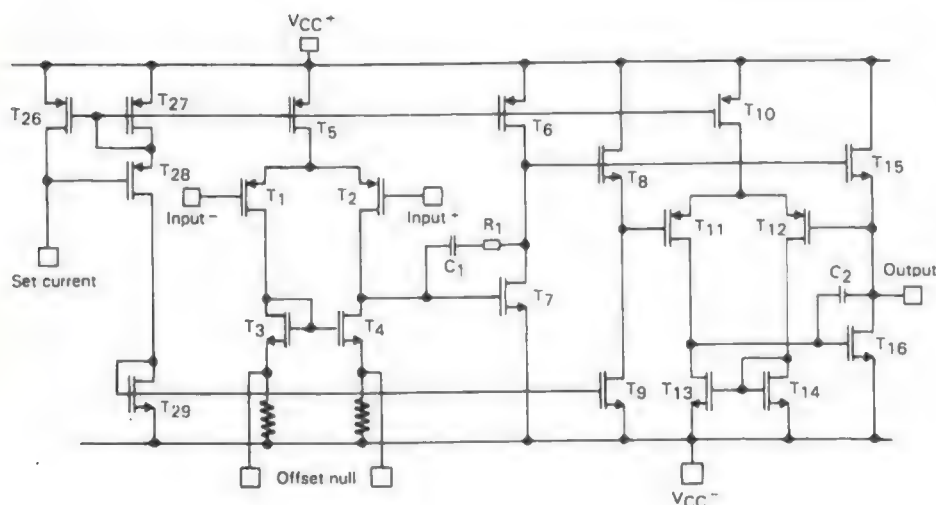 VCC+
T26
T27
T5
T6
T10
T28
T1
T2
T8
T15
Input-
Input+
R1
T11
T12
C1
Set current
T7
C2
Output
T3
T4
T16
T29
T9
T13
T14
Offset null
VCC-